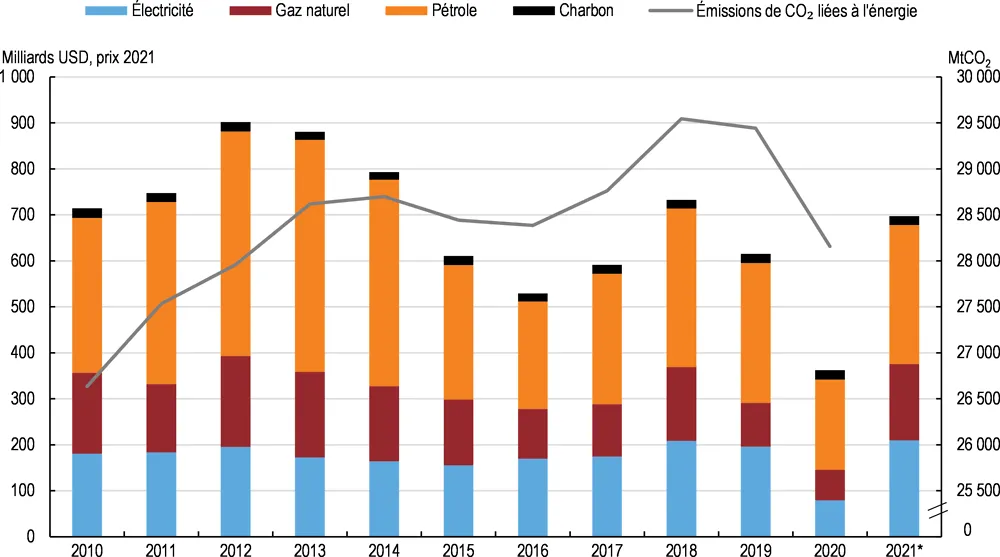 Électricité Gaz naturel Pétrole Charbon Émissions de CO₂ liées à l'énergie
Milliards USD, prix 2021 MtCO₂
1 000 30 000
900 29 500
800 29 000
700 28 500
600 28 000
500 27 500
400 27 000
300 26 500
200 26 000
100 25 500
0 0
2010 2011 2012 2013 2014 2015 2016 2017 2018 2019 2020 2021*